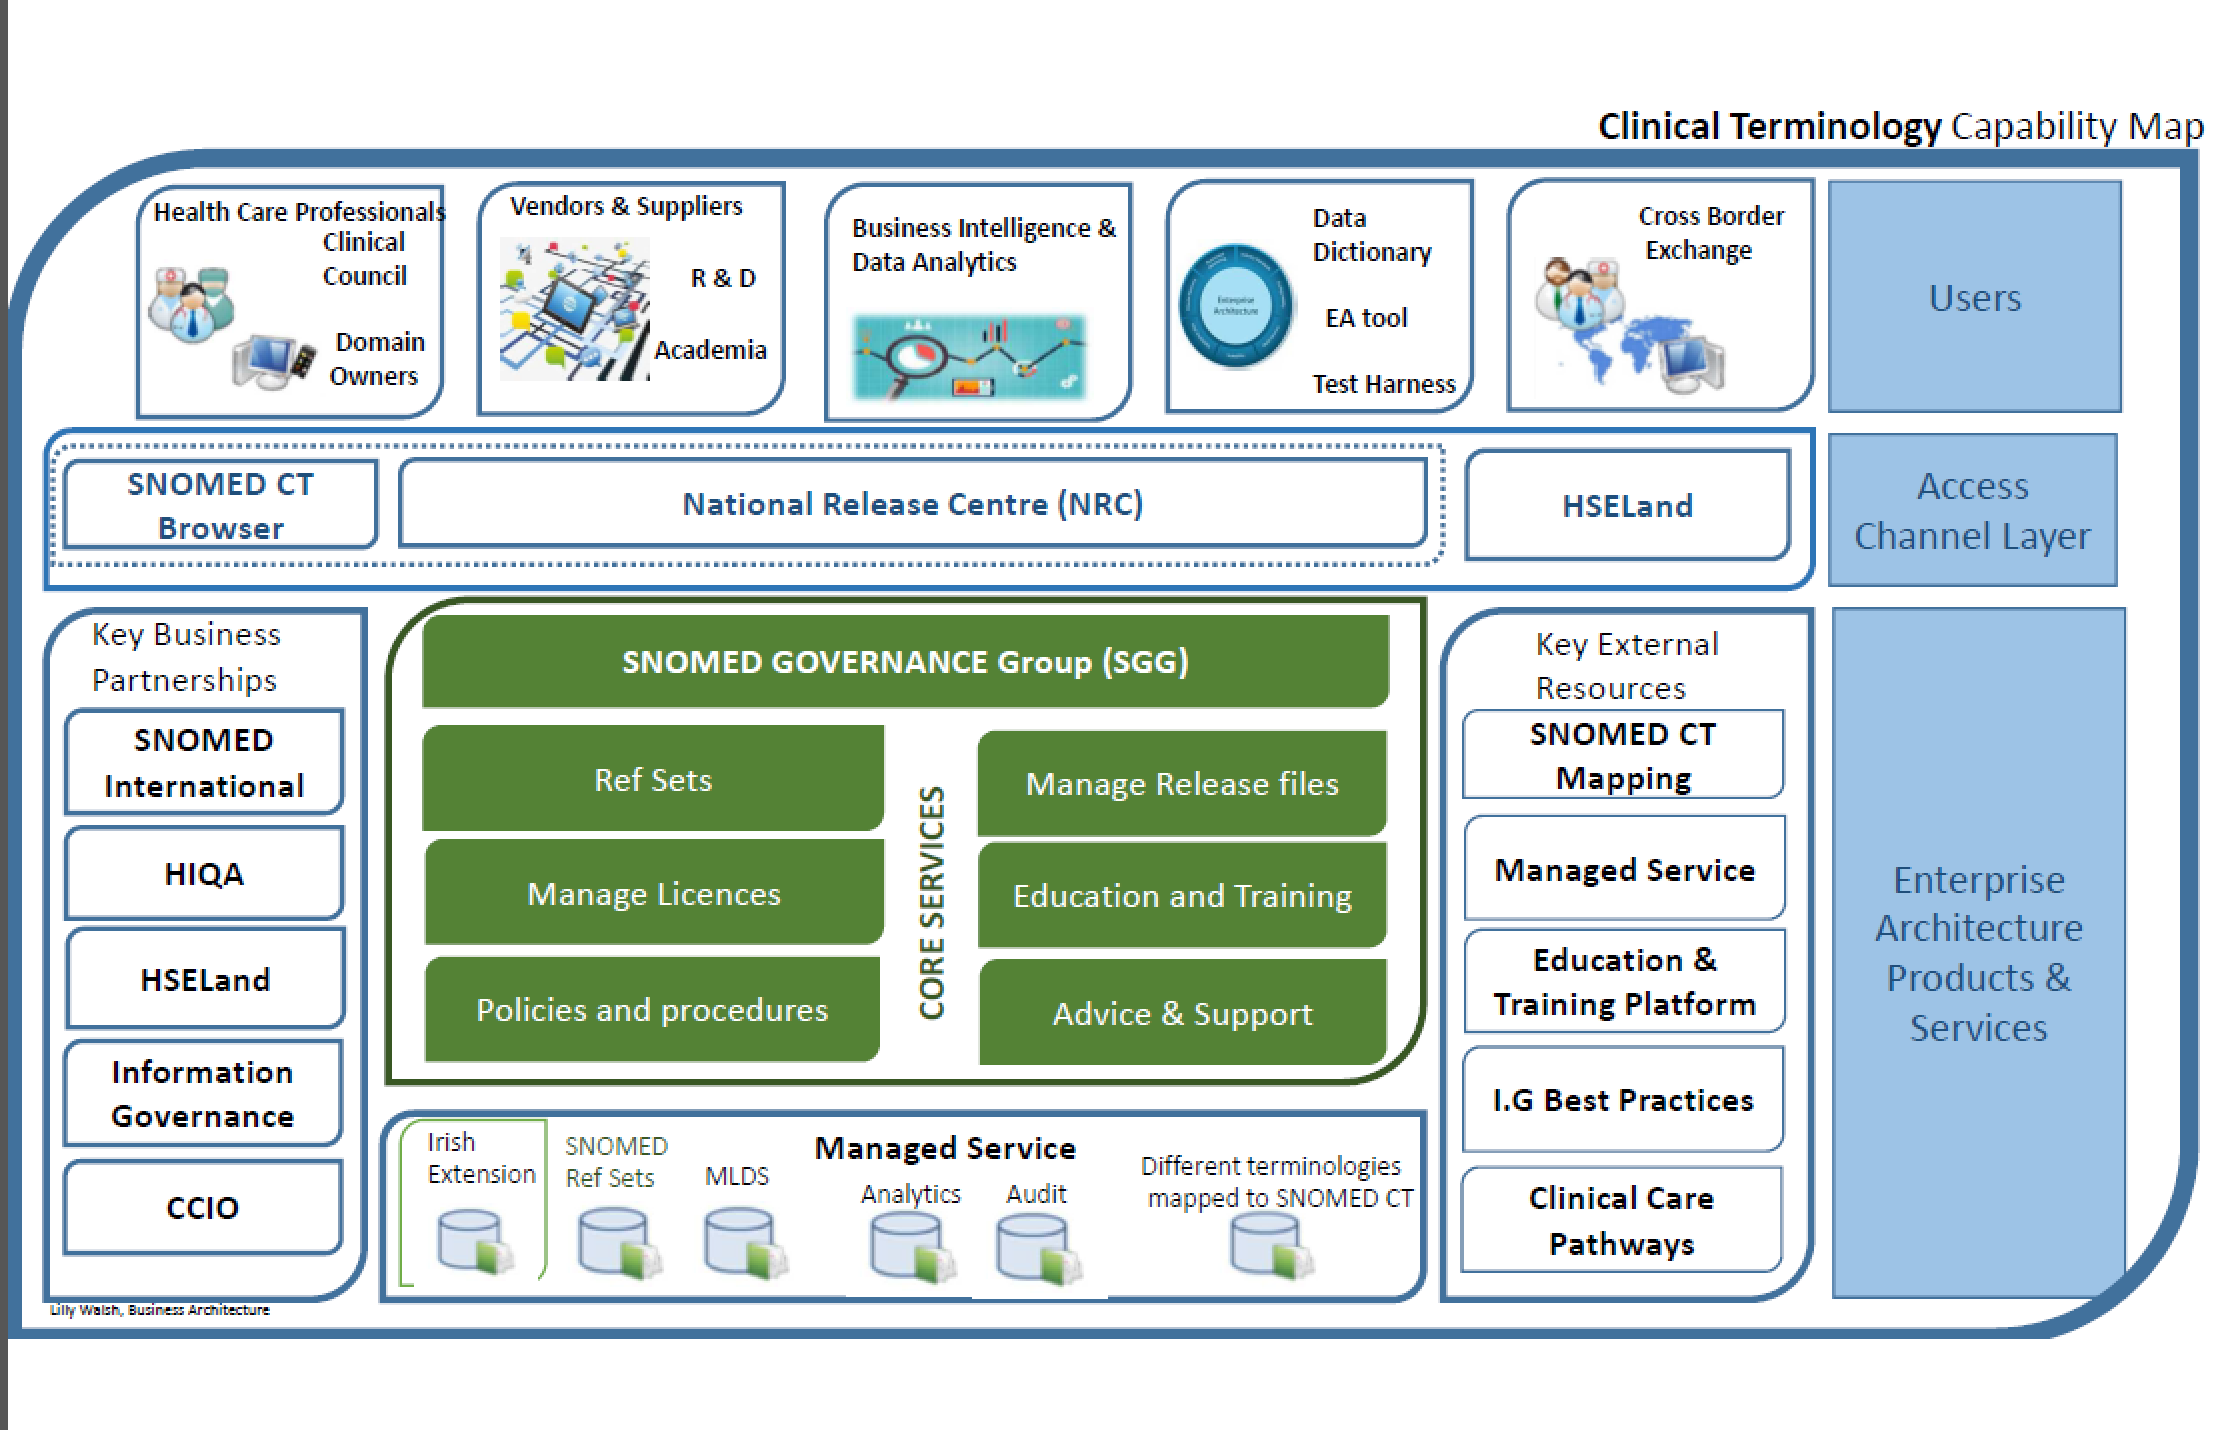 Clinical Terminology Capability Map
Health Care Professionals
Clinical
Council
Domain
Owners
Vendors & Suppliers
R & D
Academia
Business Intelligence &
Data Analytics
Enterprise
Architecture
Data
Dictionary
EA tool
Test Harness
Cross Border
Exchange
Users
SNOMED CT
Browser
National Release Centre (NRC)
HSELand
Access
Channel Layer
Key Business
Partnerships
SNOMED
International
HIQA
HSELand
Information
Governance
CCIO
SNOMED GOVERNANCE Group (SGG)
Ref Sets
Manage Licences
Policies and procedures
CORE SERVICES
Manage Release files
Education and Training
Advice & Support
Irish
Extension
SNOMED
Ref Sets
MLDS
Managed Service
Analytics
Audit
Different terminologies
mapped to SNOMED CT
Key External
Resources
SNOMED CT
Mapping
Managed Service
Education &
Training Platform
I.G Best Practices
Clinical Care
Pathways
Enterprise
Architecture
Products &
Services
Lilly Walsh, Business Architecture